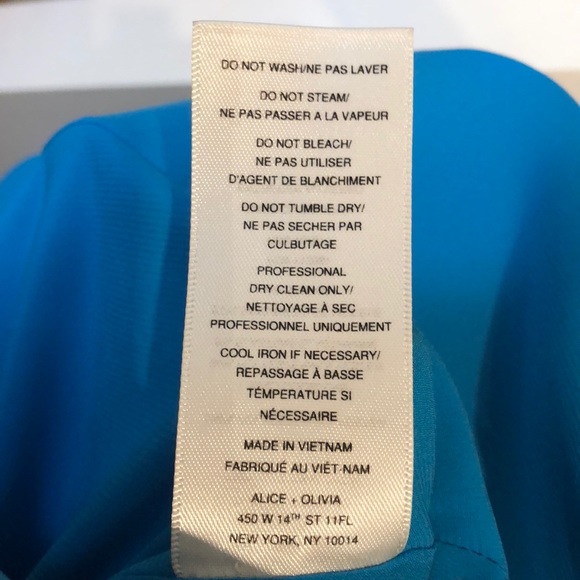 DO NOT WASH/NE PAS LAVER
DO NOT STEAM/
NE PAS PASSER A LA VAPEUR
DO NOT BLEACH/
NE PAS UTILISER
D'AGENT DE BLANCHIMENT
DO NOT TUMBLE DRY/
NE PAS SECHER PAR
CULBUTAGE
PROFESSIONAL
DRY CLEAN ONLY/
NETTOYAGE À SEC
PROFESSIONNEL UNIQUEMENT
COOL IRON IF NECESSARY/
REPASSAGE À BASSE
TÉMPERATURE SI
NÉCESSAIRE
MADE IN VIETNAM
FABRIQUÉ AU VIÊT-NAM
ALICE + OLIVIA
450 W 14TH ST 11FL
NEW YORK, NY 10014